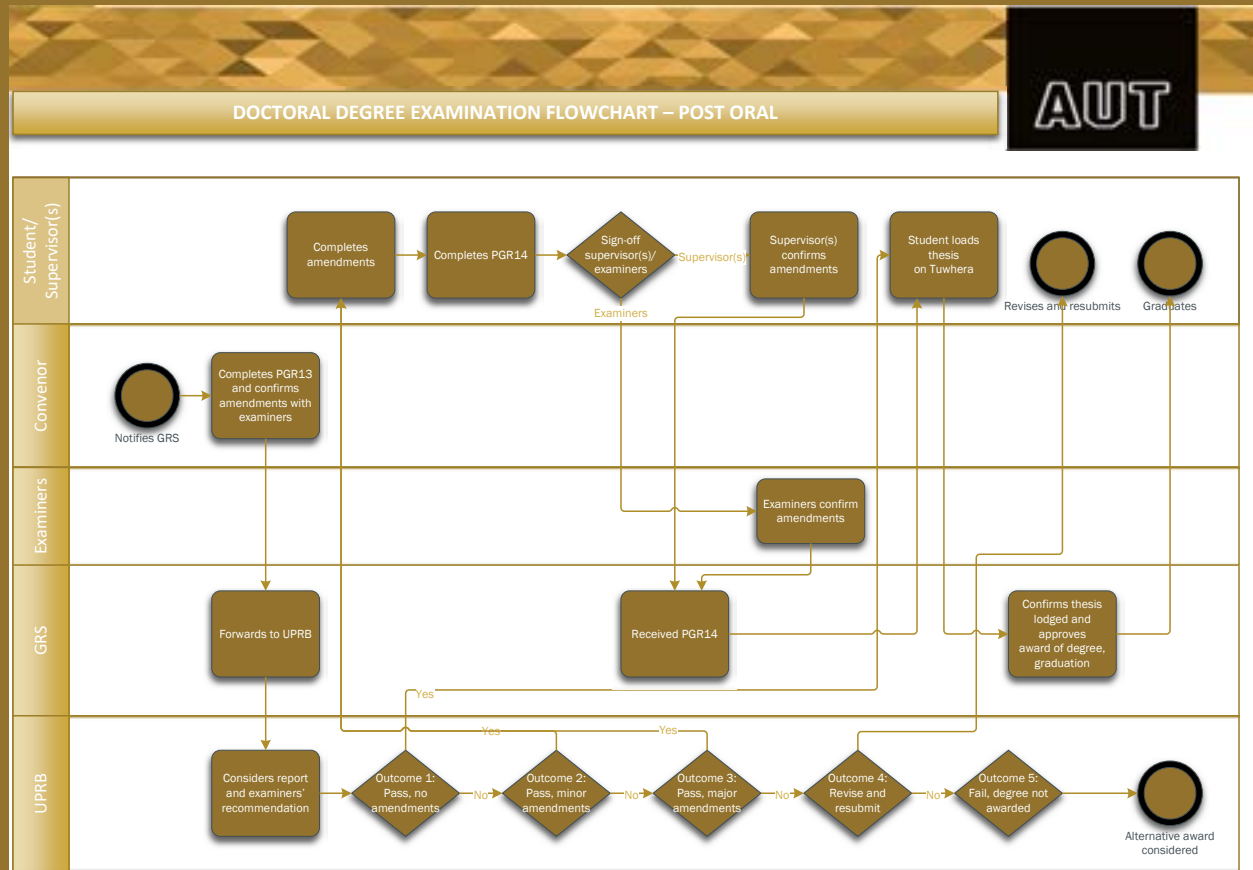 AUT
DOCTORAL DEGREE EXAMINATION FLOWCHART – POST ORAL
Student/
Supervisor(s)
Completes
amendments
Completes PGR14
Sign-off
supervisor(s)/
examiners
Supervisor(s)
Examiners
Supervisor(s)
confirms
amendments
Student loads
thesis
on Tuwhera
Revises and resubmits
Graduates
Convenor
Notifies GRS
Completes PGR13
and confirms
amendments with
examiners
Examiners
Examiners confirm
amendments
GRS
Forwards to UPRB
Received PGR14
Confirms thesis
lodged and
approves
award of degree,
graduation
Yes
Yes
Yes
UPRB
Considers report
and examiners’
recommendation
Outcome 1:
Pass, no
amendments
No
Outcome 2:
Pass, minor
amendments
No
Outcome 3:
Pass, major
amendments
No
Outcome 4:
Revise and
resubmit
No
Outcome 5:
Fail, degree not
awarded
Alternative award
considered